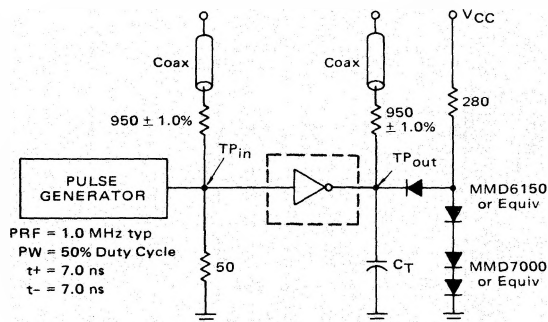 VCC
Coax
Coax
280
950 ± 1.0%
950
± 1.0%
TPin
TPout
PULSE
GENERATOR
MMD6150
or Equiv
PRF = 1.0 MHz typ
PW = 50% Duty Cycle
t+ = 7.0 ns
t– = 7.0 ns
50
CT
MMD7000
or Equiv